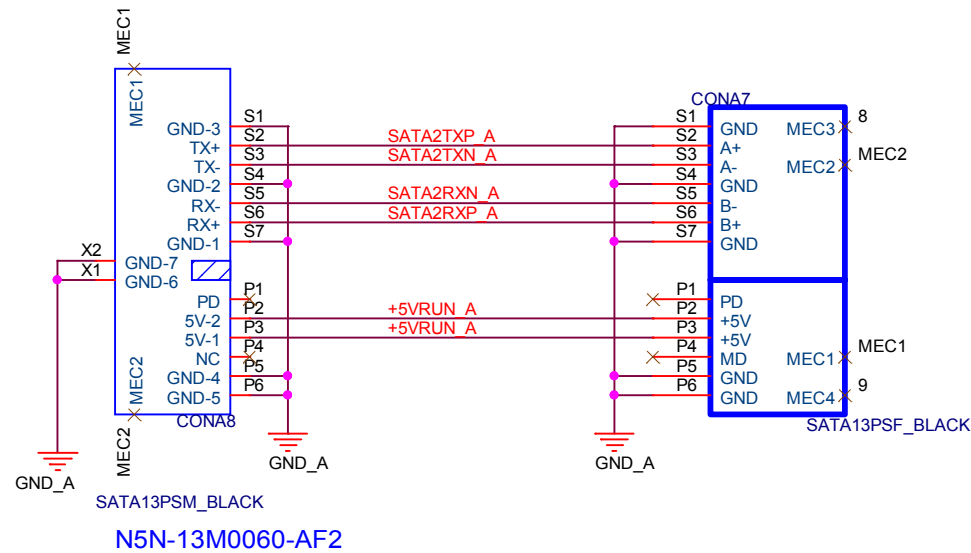 MEC1
MEC1
CONA7
S1
GND-3
S2
TX+
SATA2TXP_A
S3
TX-
SATA2TXN_A
S4
GND-2
S5
RX-
SATA2RXN_A
S6
RX+
SATA2RXP_A
S7
GND-1
X2
GND-7
X1
GND-6
P1
PD
P2
5V-2
+5VRUN_A
P3
5V-1
+5VRUN_A
P4
NC
P5
GND-4
P6
GND-5
MEC2
MEC2
CONA8
GND_A
GND_A
SATA13PSM_BLACK
N5N-13M0060-AF2
S1
GND
MEC3
8
S2
A+
S3
A-
MEC2
MEC2
S4
GND
S5
B-
S6
B+
S7
GND
P1
PD
P2
+5V
P3
+5V
P4
MD
MEC1
MEC1
P5
GND
P6
GND
MEC4
9
SATA13PSF_BLACK
GND_A